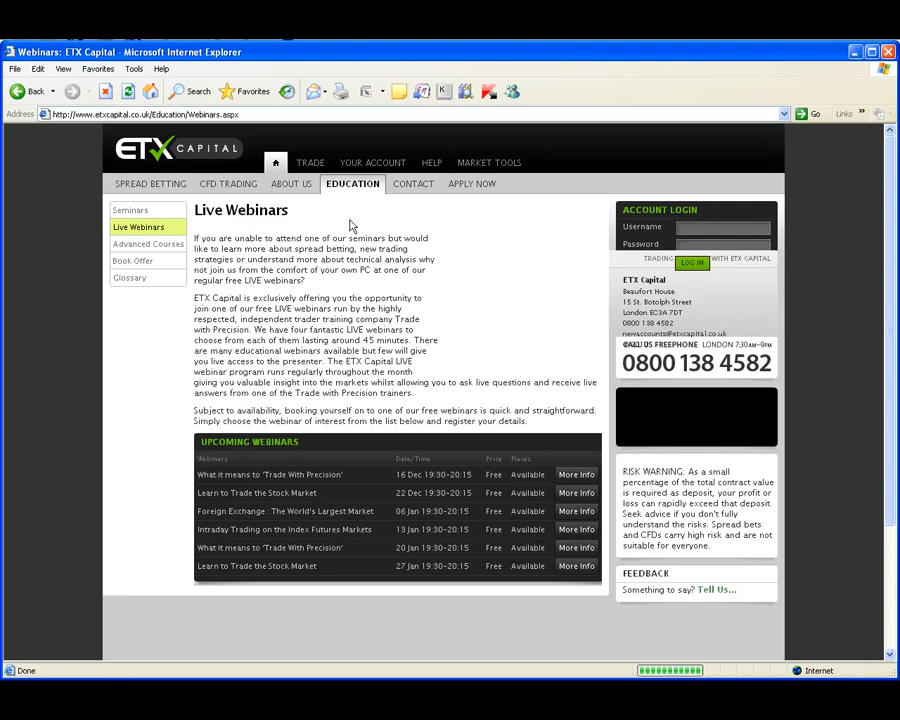 Webinars: ETX Capital - Microsoft Internet Explorer
File Edit View Favorites Tools Help
Back Search Favorites
Address http://www.etxcapital.co.uk/Education/Webinars.aspx Go Links »
ETX CAPITAL
TRADE YOUR ACCOUNT HELP MARKET TOOLS
SPREAD BETTING CFD TRADING ABOUT US EDUCATION CONTACT APPLY NOW
Seminars
Live Webinars
Advanced Courses
Book Offer
Glossary
Live Webinars
If you are unable to attend one of our seminars but would
like to learn more about spread betting, new trading
strategies or understand more about technical analysis why
not join us from the comfort of your own PC at one of our
regular free LIVE webinars?
ETX Capital is exclusively offering you the opportunity to
join one of our free LIVE webinars run by the highly
respected, independent trader training company Trade
with Precision. We have four fantastic LIVE webinars to
choose from each of them lasting around 45 minutes. There
are many educational webinars available but few will give
you live access to the presenter. The ETX Capital LIVE
webinar program runs regularly throughout the month
giving you valuable insight into the markets whilst allowing you to ask live questions and receive live
answers from one of the Trade with Precision trainers.
Subject to availability, booking yourself on to one of our free webinars is quick and straightforward.
Simply choose the webinar of interest from the list below and register your details.
UPCOMING WEBINARS
Webinars Date/Time Price Places
What it means to 'Trade With Precision' 16 Dec 19:30-20:15 Free Available More Info
Learn to Trade the Stock Market 22 Dec 19:30-20:15 Free Available More Info
Foreign Exchange : The World's Largest Market 06 Jan 19:30-20:15 Free Available More Info
Intraday Trading on the Index Futures Markets 13 Jan 19:30-20:15 Free Available More Info
What it means to 'Trade With Precision' 20 Jan 19:30-20:15 Free Available More Info
Learn to Trade the Stock Market 27 Jan 19:30-20:15 Free Available More Info
ACCOUNT LOGIN
Username
Password
TRADING LOG IN WITH ETX CAPITAL
ETX Capital
Beaufort House
15 St. Botolph Street
London EC3A 7DT
0800 138 4582
newaccounts@etxcapital.co.uk
CALL US FREEPHONE LONDON 7:30AM-9PM
0800 138 4582
RISK WARNING: As a small
percentage of the total contract value
is required as deposit, your profit or
loss can rapidly exceed that deposit.
Seek advice if you don't fully
understand the risks. Spread bets
and CFDs carry high risk and are not
suitable for everyone.
FEEDBACK
Something to say? Tell Us...
Done Internet